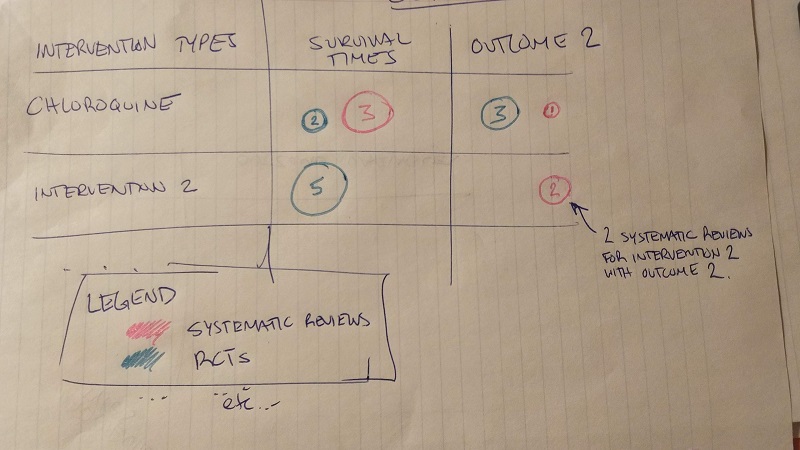 INTERVENTION TYPES SURVIVAL TIMES OUTCOME 2
CHLOROQUINE 2 3 3 1
INTERVENTION 2 5 2
2 SYSTEMATIC REVIEWS
FOR INTERVENTION 2
WITH OUTCOME 2.
LEGEND
SYSTEMATIC REVIEWS
RCTS
... etc...